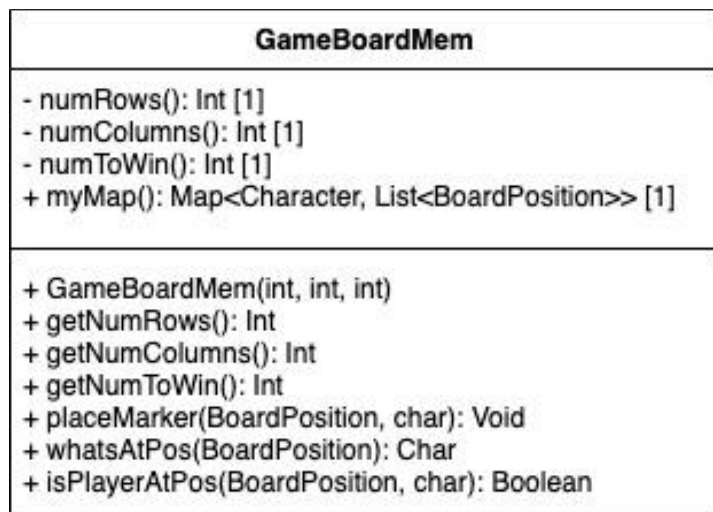 GameBoardMem
- numRows(): Int [1]
- numColumns(): Int [1]
- numToWin(): Int [1]
+ myMap(): Map<Character, List<BoardPosition>> [1]
+ GameBoardMem(int, int, int)
+ getNumRows(): Int
+ getNumColumns(): Int
+ getNumToWin(): Int
+ placeMarker(BoardPosition, char): Void
+ whatsAtPos(BoardPosition): Char
+ isPlayerAtPos(BoardPosition, char): Boolean